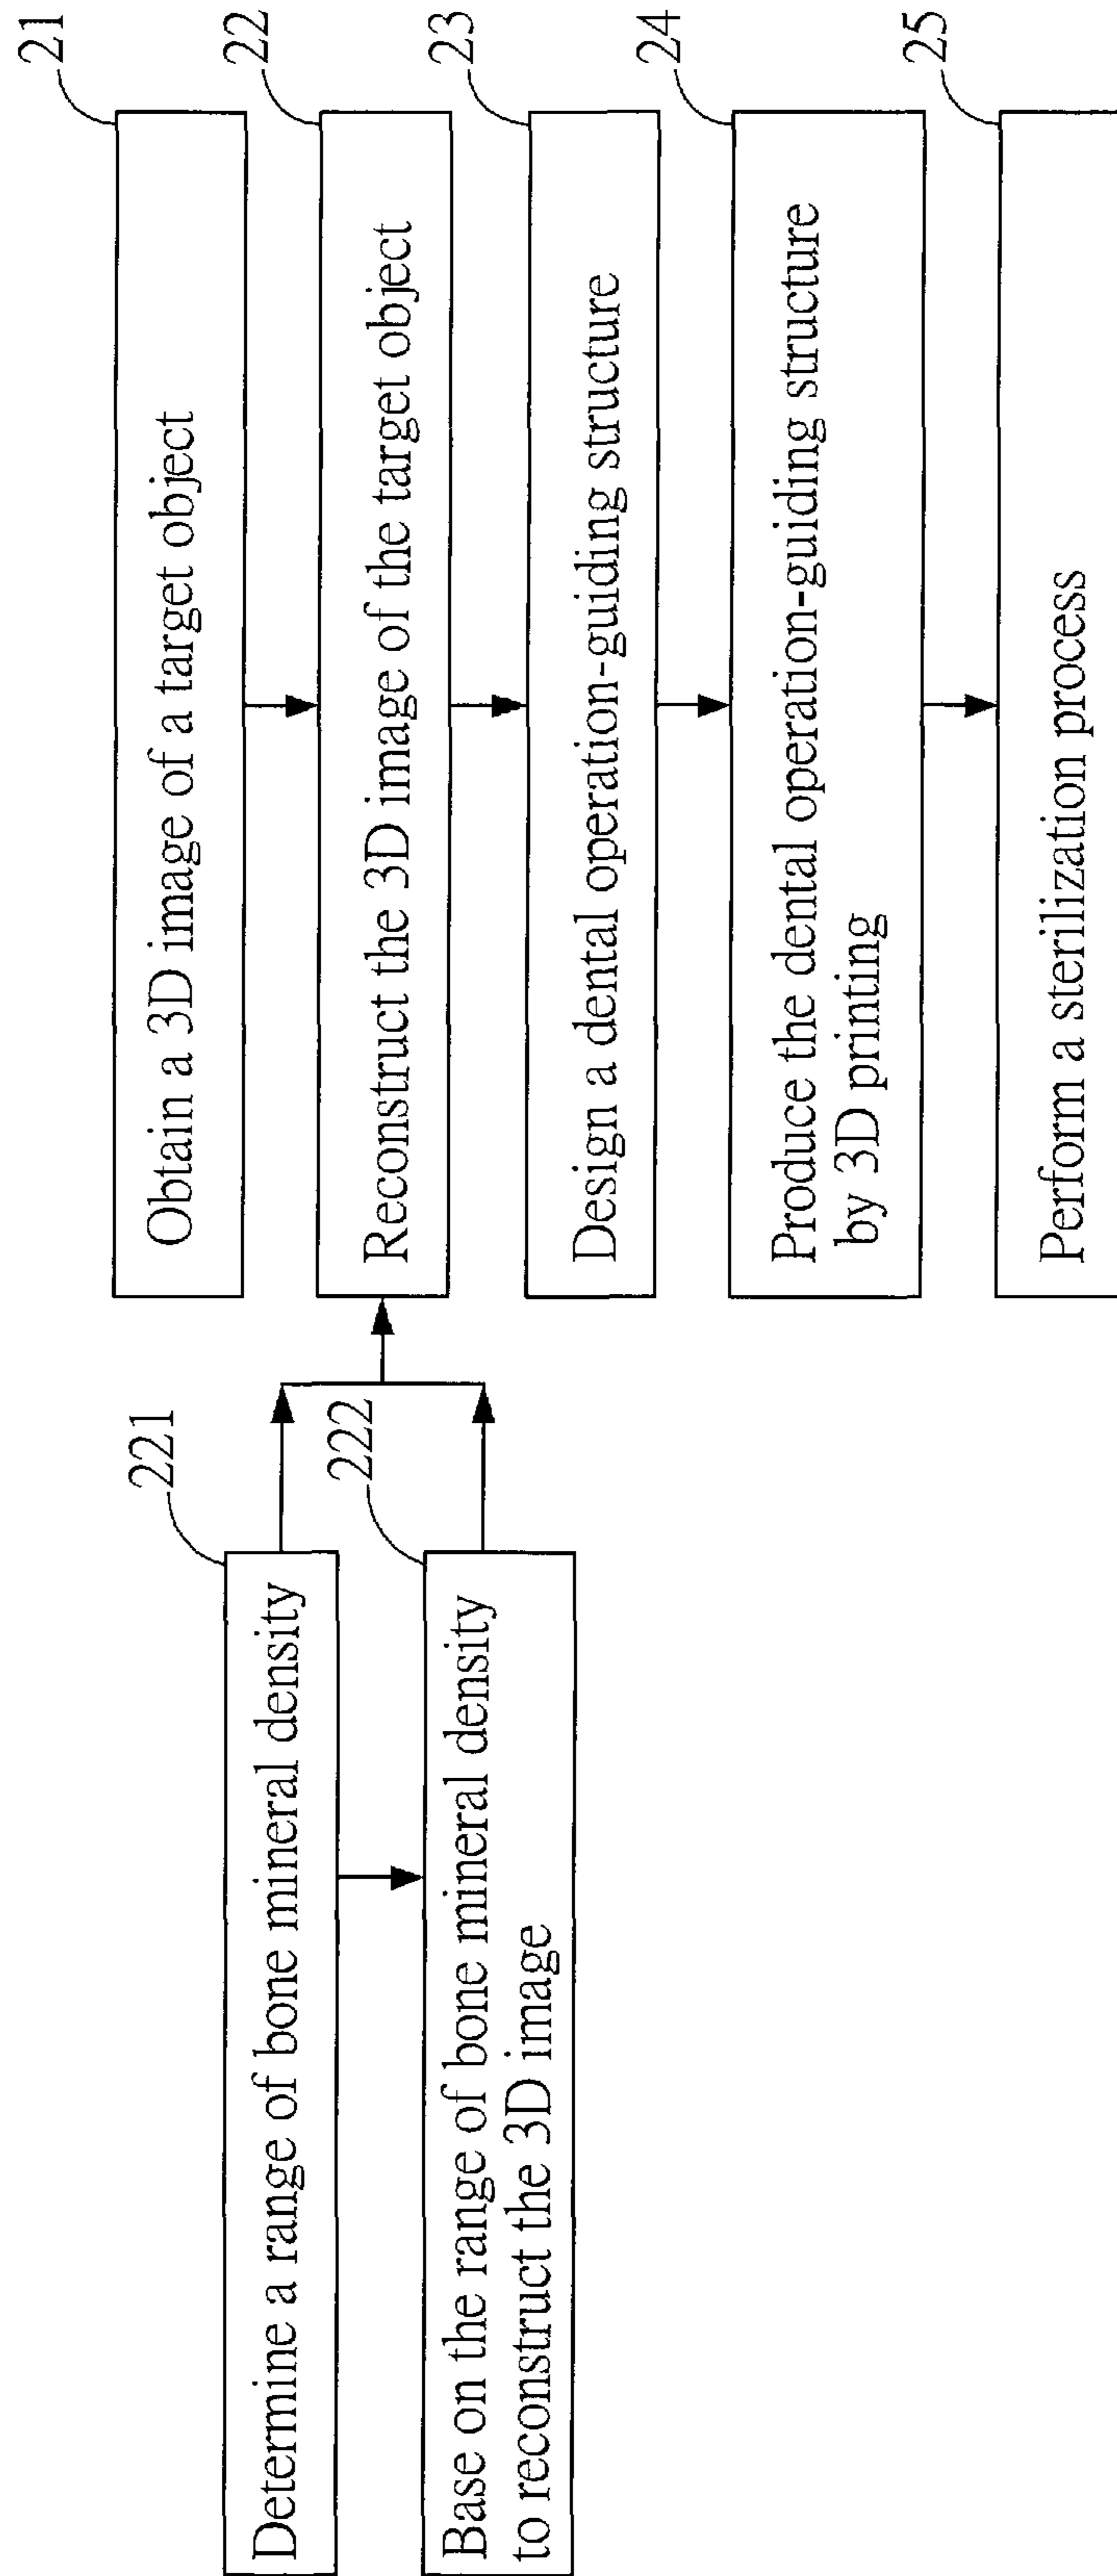 21
Obtain a 3D image of a target object
22
Reconstruct the 3D image of the target object
23
Design a dental operation-guiding structure
24
Produce the dental operation-guiding structure
by 3D printing
25
Perform a sterilization process
221
Determine a range of bone mineral density
222
Base on the range of bone mineral density
to reconstruct the 3D image